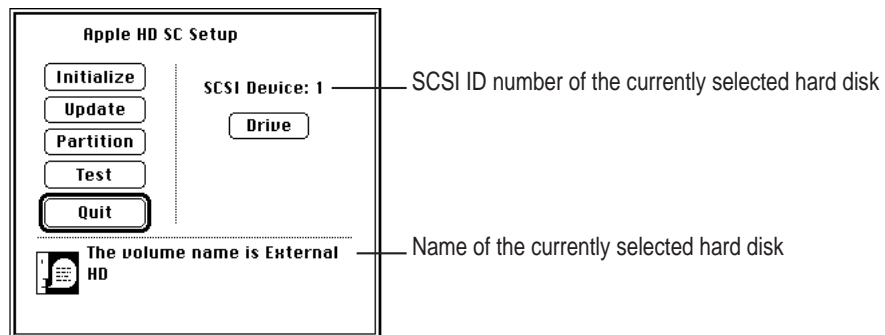 Apple HD SC Setup
Initialize
Update
Partition
Test
Quit
SCSI Device: 1
Drive
SCSI ID number of the currently selected hard disk
The volume name is External
HD
Name of the currently selected hard disk